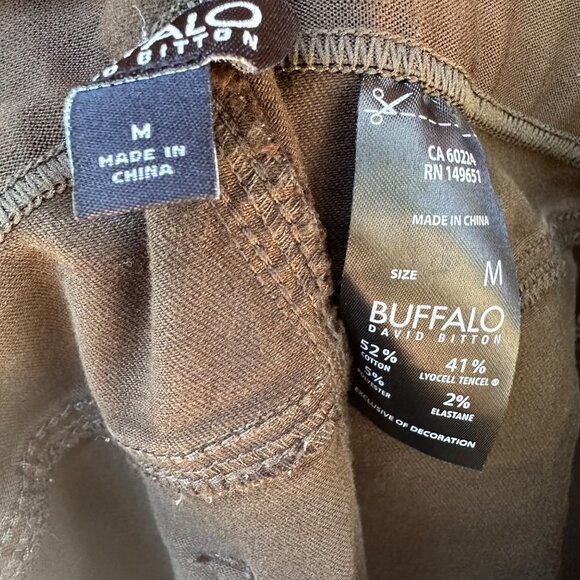 FALO
D BITTON
M
MADE IN
CHINA
CA 60224
RN 149651
MADE IN CHINA
SIZE M
BUFFALO
DAVID BITTON
52% 41%
COTTON LYOCELL TENCEL®
5% 2%
POLYESTER ELASTANE
EXCLUSIVE OF DECORATION